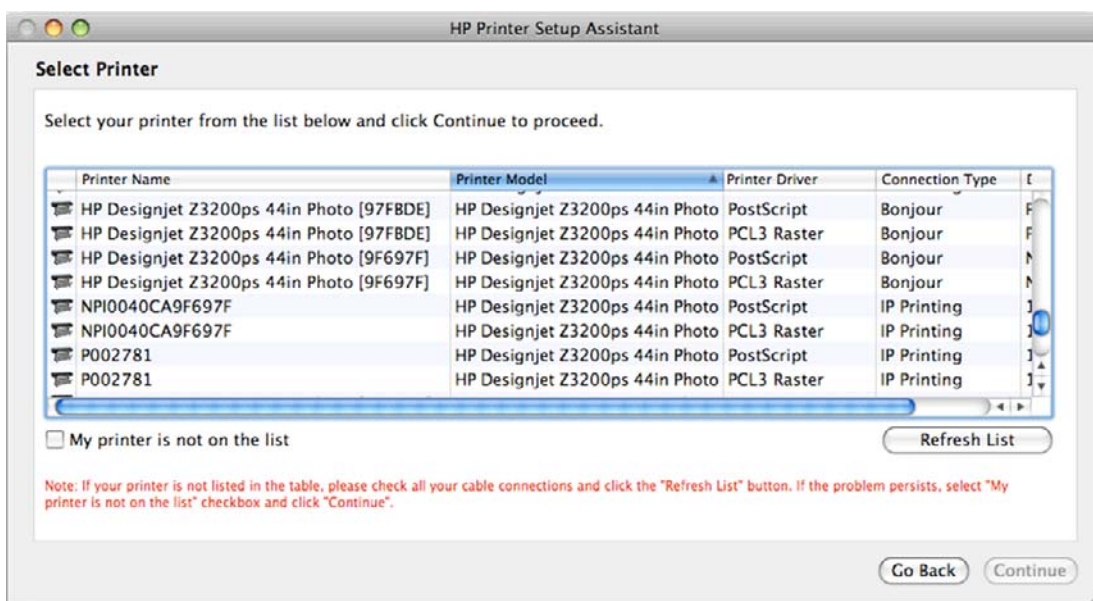 HP Printer Setup Assistant
Select Printer
Select your printer from the list below and click Continue to proceed.
Printer Name Printer Model Printer Driver Connection Type
HP Designjet Z3200ps 44in Photo [97FBDE] HP Designjet Z3200ps 44in Photo PostScript Bonjour
HP Designjet Z3200ps 44in Photo [97FBDE] HP Designjet Z3200ps 44in Photo PCL3 Raster Bonjour
HP Designjet Z3200ps 44in Photo [9F697F] HP Designjet Z3200ps 44in Photo PostScript Bonjour
HP Designjet Z3200ps 44in Photo [9F697F] HP Designjet Z3200ps 44in Photo PCL3 Raster Bonjour
NPI0040CA9F697F HP Designjet Z3200ps 44in Photo PostScript IP Printing
NPI0040CA9F697F HP Designjet Z3200ps 44in Photo PCL3 Raster IP Printing
P002781 HP Designjet Z3200ps 44in Photo PostScript IP Printing
P002781 HP Designjet Z3200ps 44in Photo PCL3 Raster IP Printing
My printer is not on the list Refresh List
Note: If your printer is not listed in the table, please check all your cable connections and click the "Refresh List" button. If the problem persists, select "My
printer is not on the list" checkbox and click "Continue".
Go Back Continue